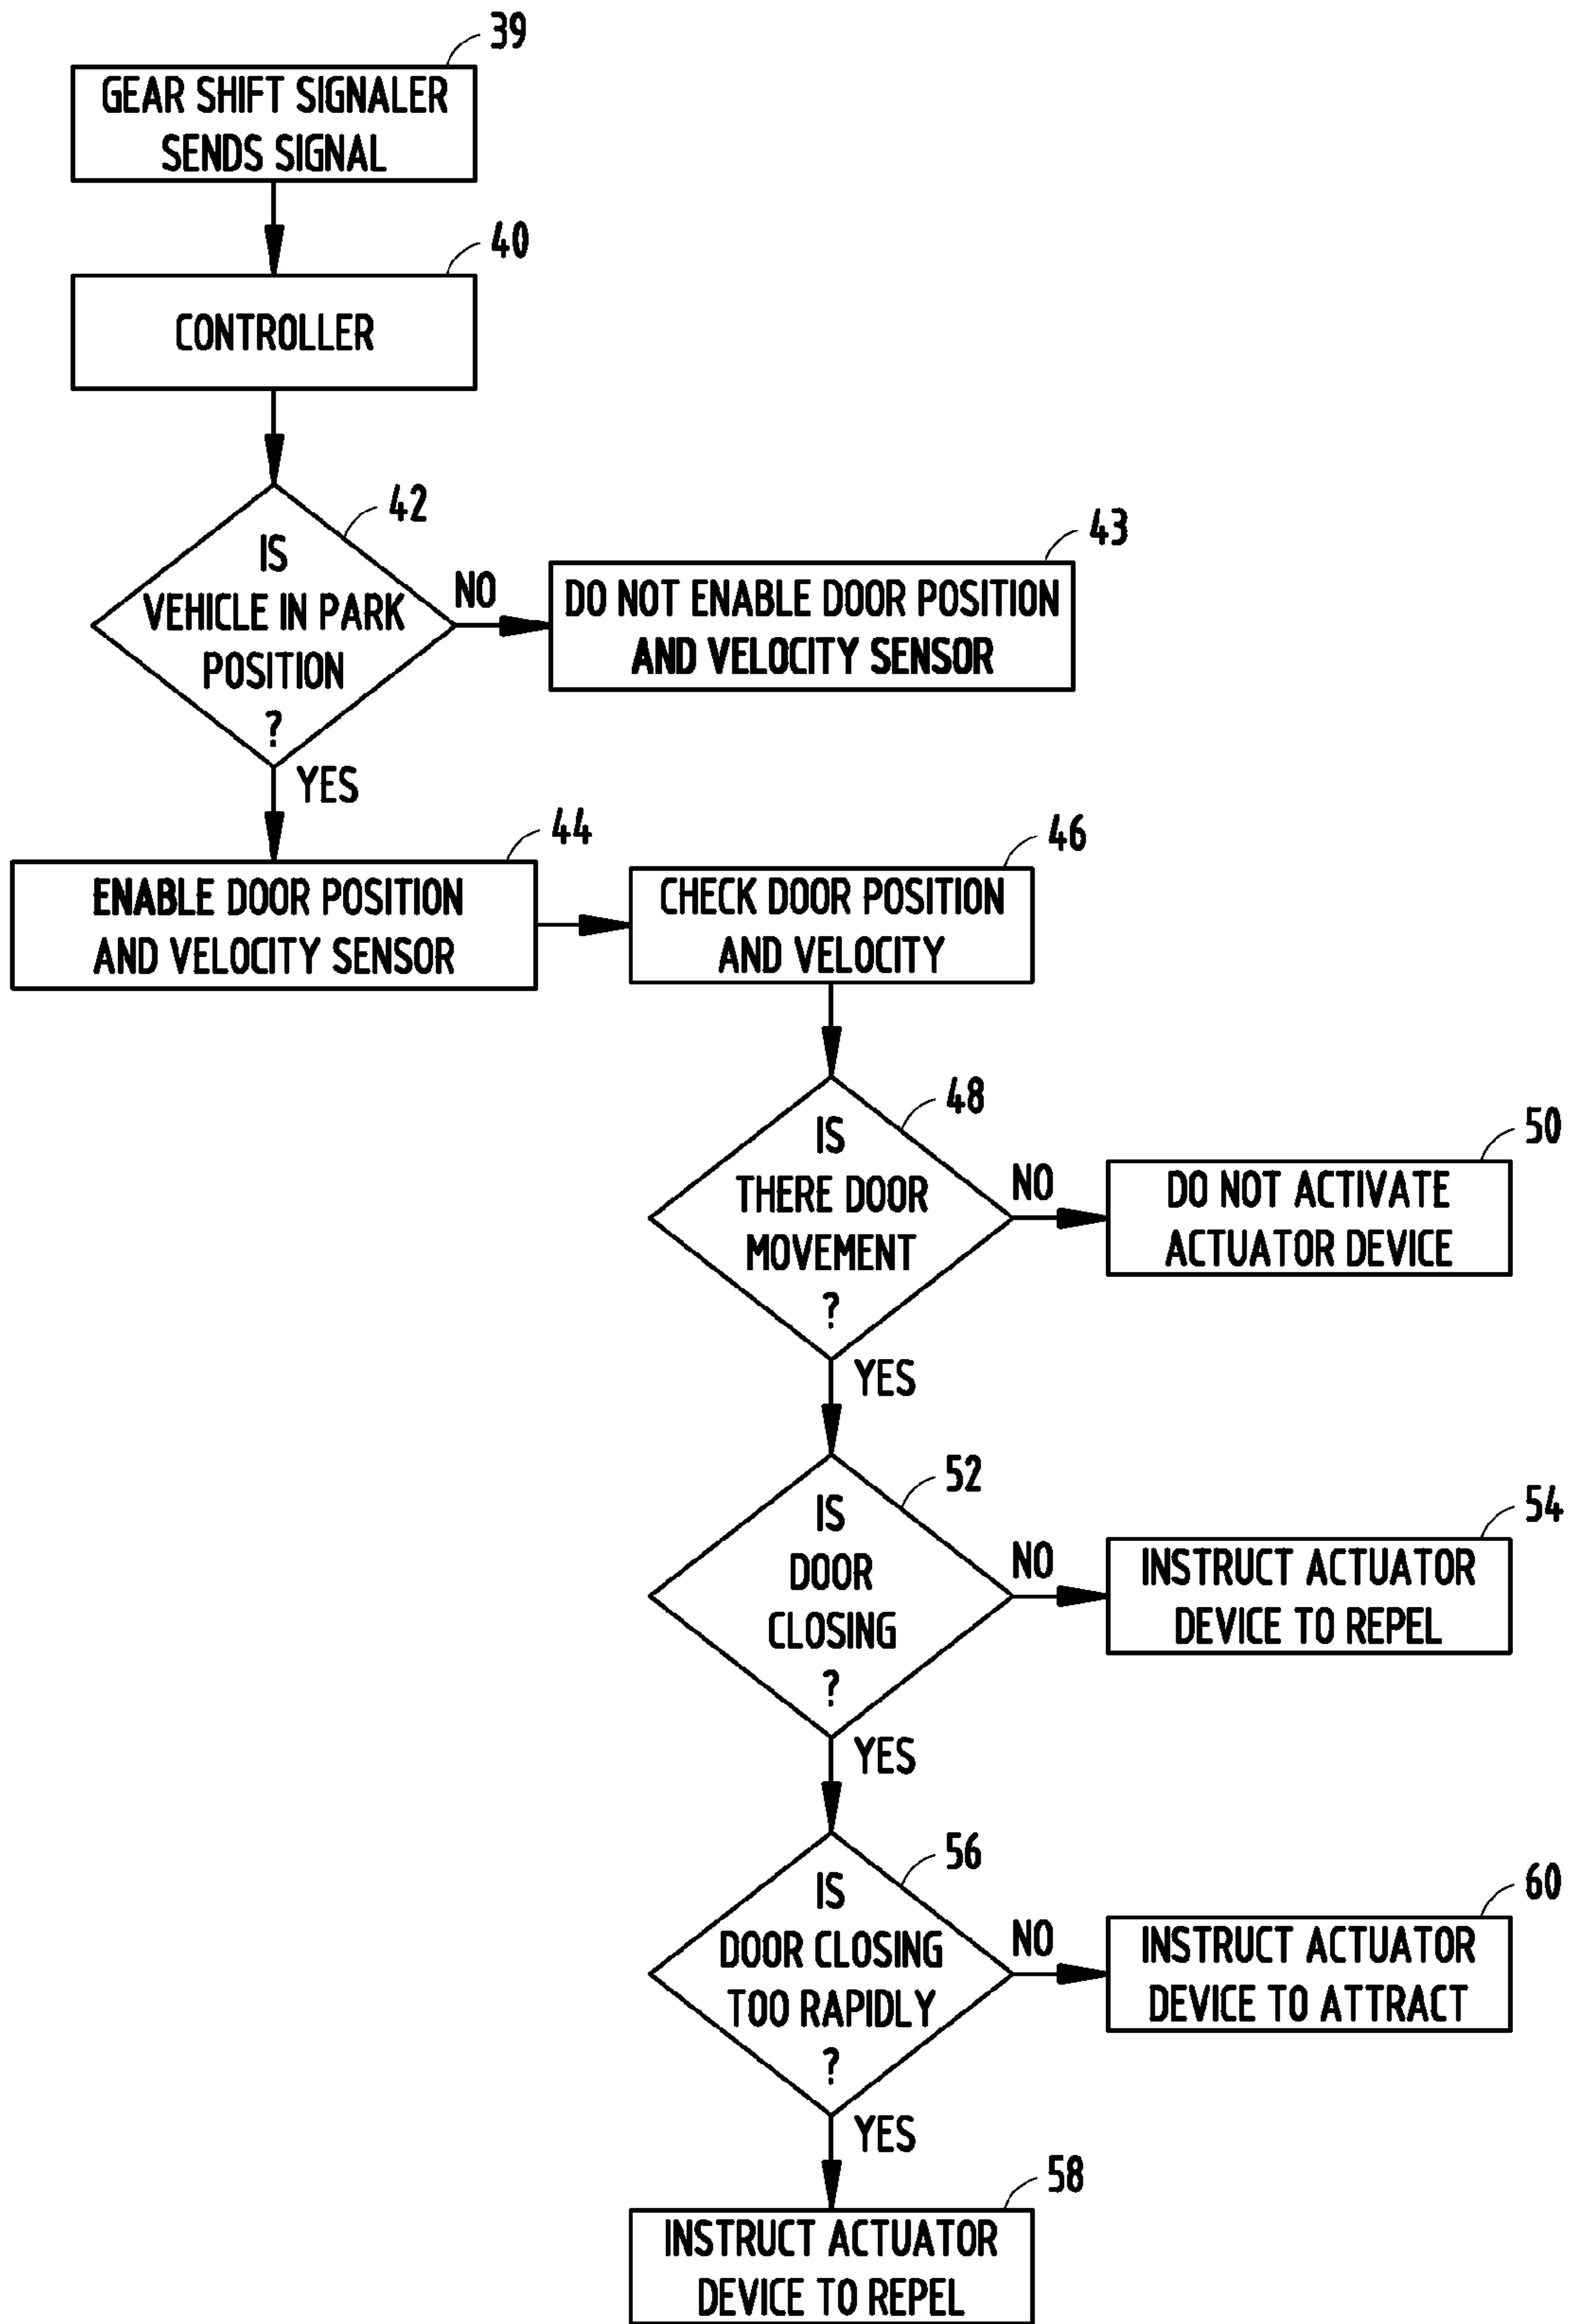 39
GEAR SHIFT SIGNALER
SENDS SIGNAL
40
CONTROLLER
42
IS
VEHICLE IN PARK
POSITION
?
NO
43
DO NOT ENABLE DOOR POSITION
AND VELOCITY SENSOR
YES
44
ENABLE DOOR POSITION
AND VELOCITY SENSOR
46
CHECK DOOR POSITION
AND VELOCITY
48
IS
THERE DOOR
MOVEMENT
?
NO
50
DO NOT ACTIVATE
ACTUATOR DEVICE
YES
52
IS
DOOR
CLOSING
?
NO
54
INSTRUCT ACTUATOR
DEVICE TO REPEL
YES
56
IS
DOOR CLOSING
TOO RAPIDLY
?
NO
60
INSTRUCT ACTUATOR
DEVICE TO ATTRACT
YES
58
INSTRUCT ACTUATOR
DEVICE TO REPEL